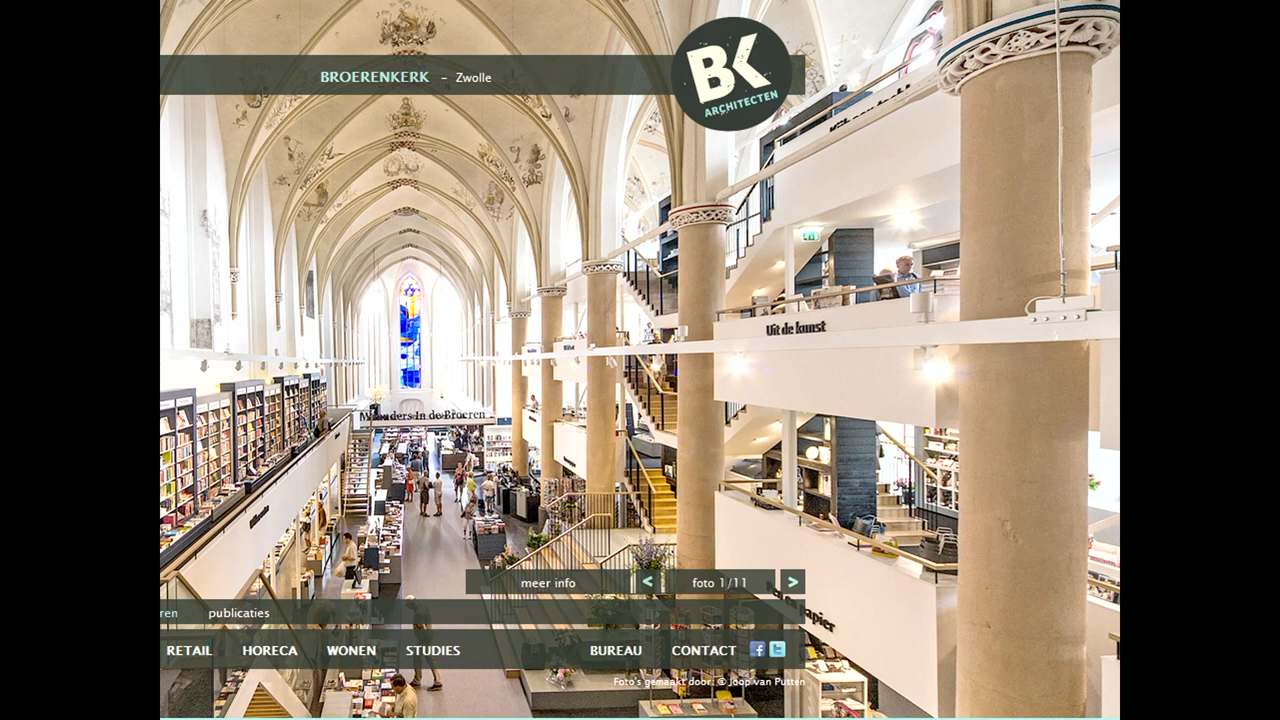 BK
ARCHITECTEN
BROERENKERK – Zwolle
Uit de kunst
Waanders In de Broeren
meer info < foto 1/11 >
ren publicaties
papier
RETAIL HORECA WONEN STUDIES BUREAU CONTACT
Foto's gemaakt door: © Joop van Putten